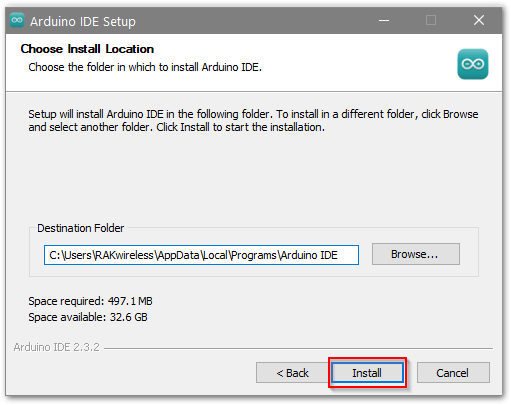 Arduino IDE Setup
Choose Install Location
Choose the folder in which to install Arduino IDE.
Setup will install Arduino IDE in the following folder. To install in a different folder, click Browse
and select another folder. Click Install to start the installation.
Destination Folder
C:\Users\RAKwireless\AppData\Local\Programs\Arduino IDE
Browse...
Space required: 497.1 MB
Space available: 32.6 GB
Arduino IDE 2.3.2
< Back
Install
Cancel